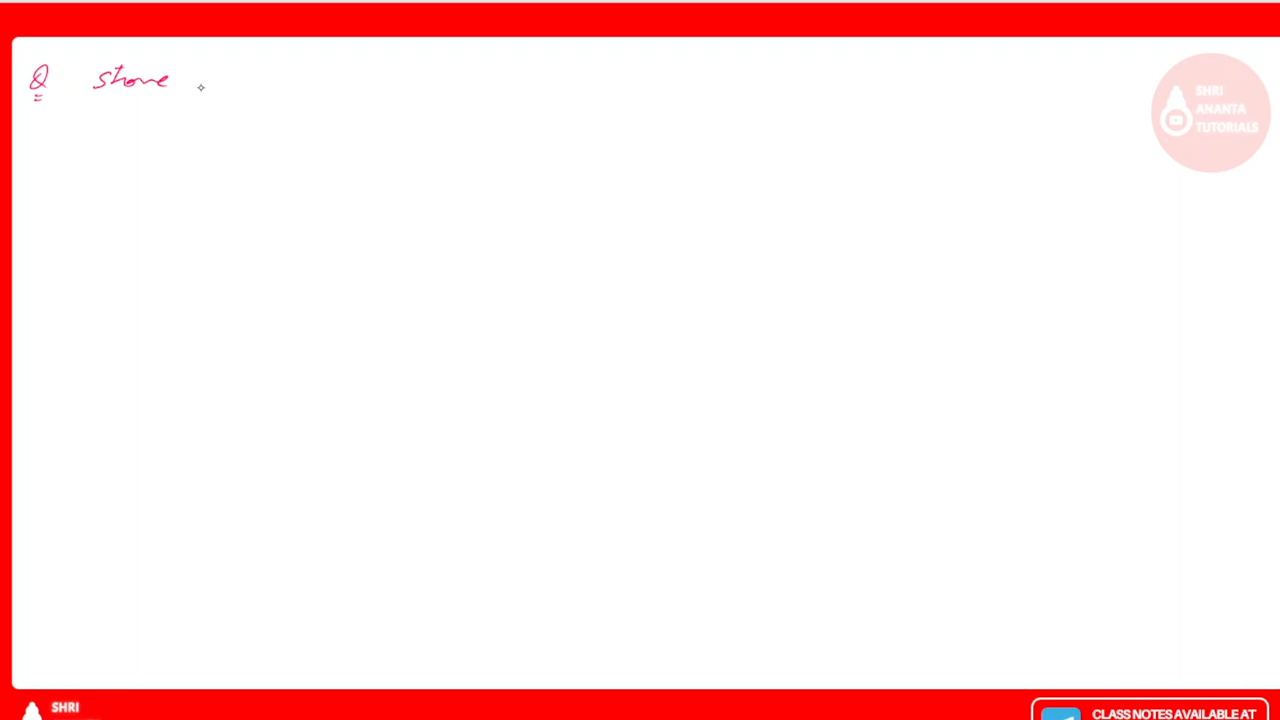 Q stone
SHRI
ANANTA
TUTORIALS
SHRI
CLASS NOTES AVAILABLE AT